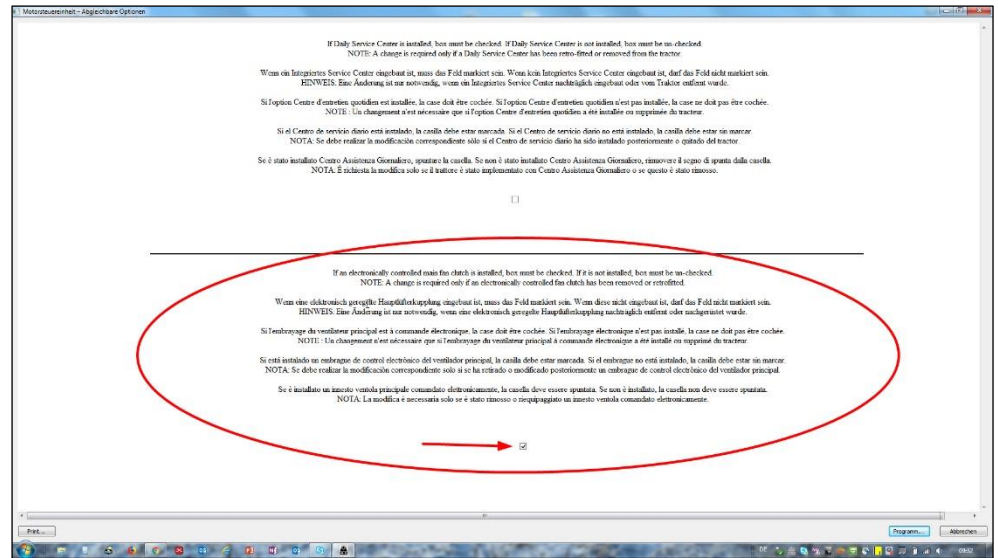 Motorsteuereinheit – Abgleichbare Optionen
If Daily Service Center is installed, box must be checked. If Daily Service Center is not installed, box must be un-checked.
NOTE: A change is required only if a Daily Service Center has been retro-fitted or removed from the tractor.
Wenn ein Integriertes Service Center eingebaut ist, muss das Feld markiert sein. Wenn kein Integriertes Service Center eingebaut ist, darf das Feld nicht markiert sein.
HINWEIS: Eine Änderung ist nur notwendig, wenn ein Integriertes Service Center nachträglich eingebaut oder vom Traktor entfernt wurde.
Si l'option Centre d'entretien quotidien est installée, la case doit être cochée. Si l'option Centre d'entretien quotidien n'est pas installée, la case ne doit pas être cochée.
NOTE : Un changement n'est nécessaire que si l'option Centre d'entretien quotidien a été installée ou supprimée du tracteur.
Si el Centro de servicio diario está instalado, la casilla debe estar marcada. Si el Centro de servicio diario no está instalado, la casilla debe estar sin marcar.
NOTA: Se debe realizar la modificación correspondiente sólo si el Centro de servicio diario ha sido instalado posteriormente o quitado del tractor.
Se è stato installato Centro Assistenza Giornaliero, spuntare la casella. Se non è stato installato Centro Assistenza Giornaliero, rimuovere il segno di spunta dalla casella.
NOTA: È richiesta la modifica solo se il trattore è stato implementato con Centro Assistenza Giornaliero o se questo è stato rimosso.
If an electronically controlled main fan clutch is installed, box must be checked. If it is not installed, box must be un-checked.
NOTE: A change is required only if an electronically controlled fan clutch has been removed or retrofitted.
Wenn eine elektronisch geregelte Hauptlüfterkupplung eingebaut ist, muss das Feld markiert sein. Wenn diese nicht eingebaut ist, darf das Feld nicht markiert sein.
HINWEIS: Eine Änderung ist nur notwendig, wenn eine elektronisch geregelte Hauptlüfterkupplung nachträglich entfernt oder nachgerüstet wurde.
Si l'embrayage du ventilateur principal est à commande électronique, la case doit être cochée. Si l'embrayage électronique n'est pas installé, la case ne doit pas être cochée.
NOTE : Un changement n'est nécessaire que si l'embrayage du ventilateur principal à commande électronique a été installé ou supprimé du tracteur.
Si está instalado un embrague de control electrónico del ventilador principal, la casilla debe estar marcada. Si el embrague no está instalado, la casilla debe estar sin marcar.
NOTA: Se debe realizar la modificación correspondiente solo si se ha retirado o modificado posteriormente un embrague de control electrónico del ventilador principal.
Se è installato un innesto ventola principale comandato elettronicamente, la casella deve essere spuntata. Se non è installato, la casella non deve essere spuntata.
NOTA: La modifica è necessaria solo se è stato rimosso o riequipaggiato un innesto ventola comandato elettronicamente.
Print...
Programm...
Abbrechen
DE
09:32